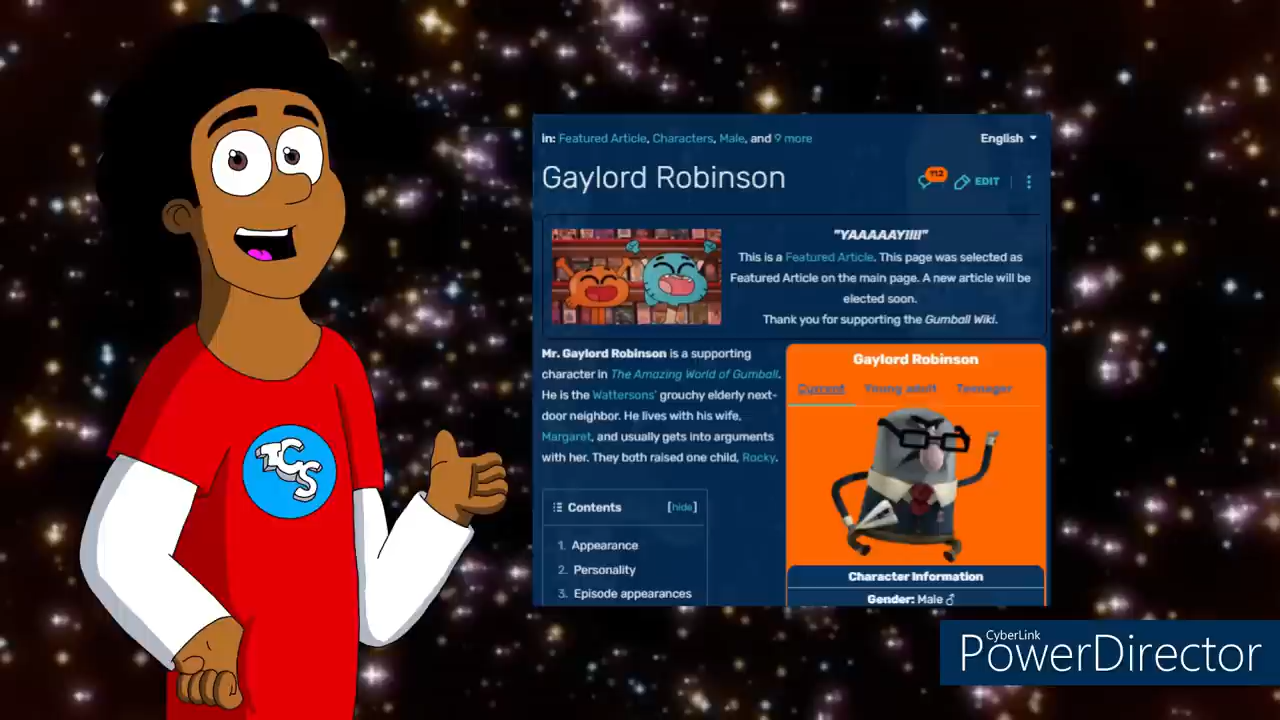 in: Featured Article, Characters, Male, and 9 more
English
Gaylord Robinson
112
EDIT
"YAAAAAY!!!!"
This is a Featured Article. This page was selected as
Featured Article on the main page. A new article will be
elected soon.
Thank you for supporting the Gumball Wiki.
Mr. Gaylord Robinson is a supporting
character in The Amazing World of Gumball.
He is the Wattersons' grouchy elderly next-
door neighbor. He lives with his wife,
Margaret, and usually gets into arguments
with her. They both raised one child, Rocky.
Contents [hide]
1. Appearance
2. Personality
3. Episode appearances
Gaylord Robinson
Current Young adult Teenager
Character Information
Gender: Male ♂
TCS
CyberLink
PowerDirector